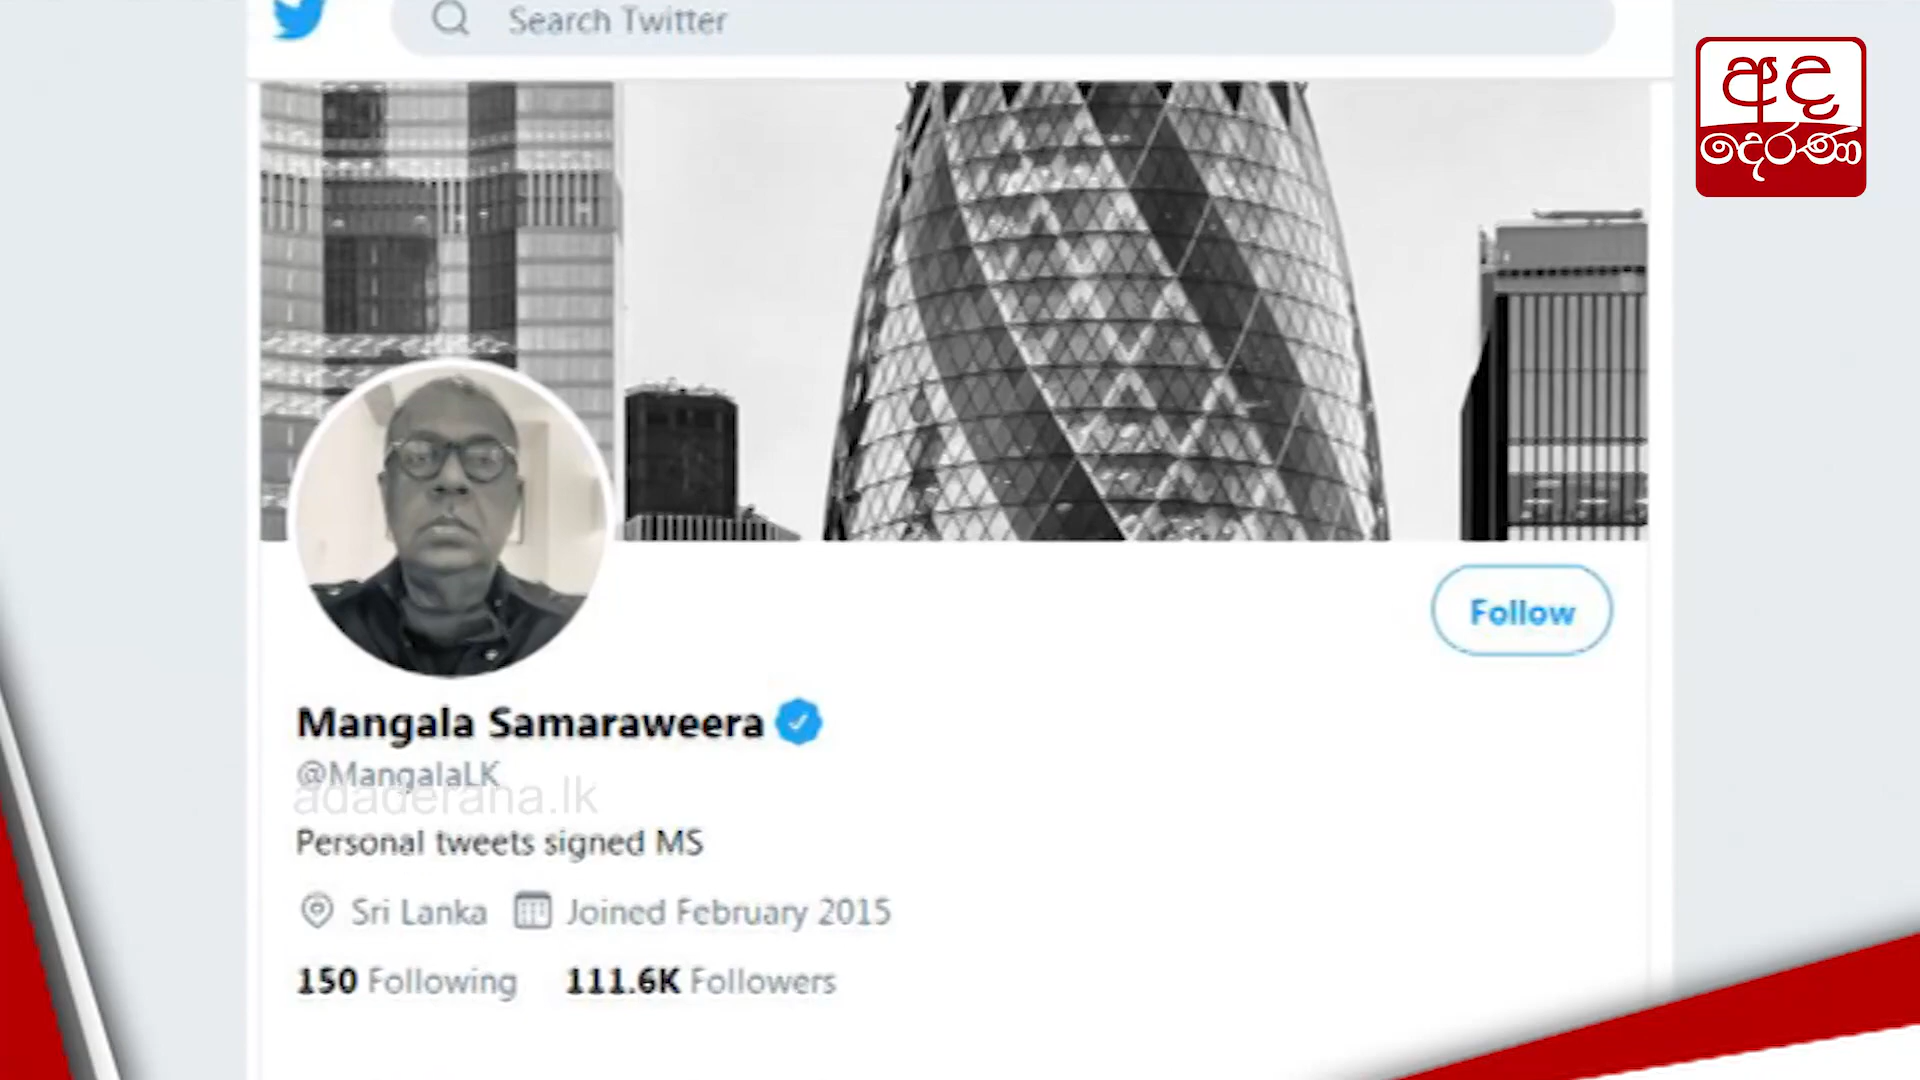 Search Twitter
අද
දෙරණ
Follow
Mangala Samaraweera
@MangalaLK
adaderana.lk
Personal tweets signed MS
Sri Lanka Joined February 2015
150 Following 111.6K Followers